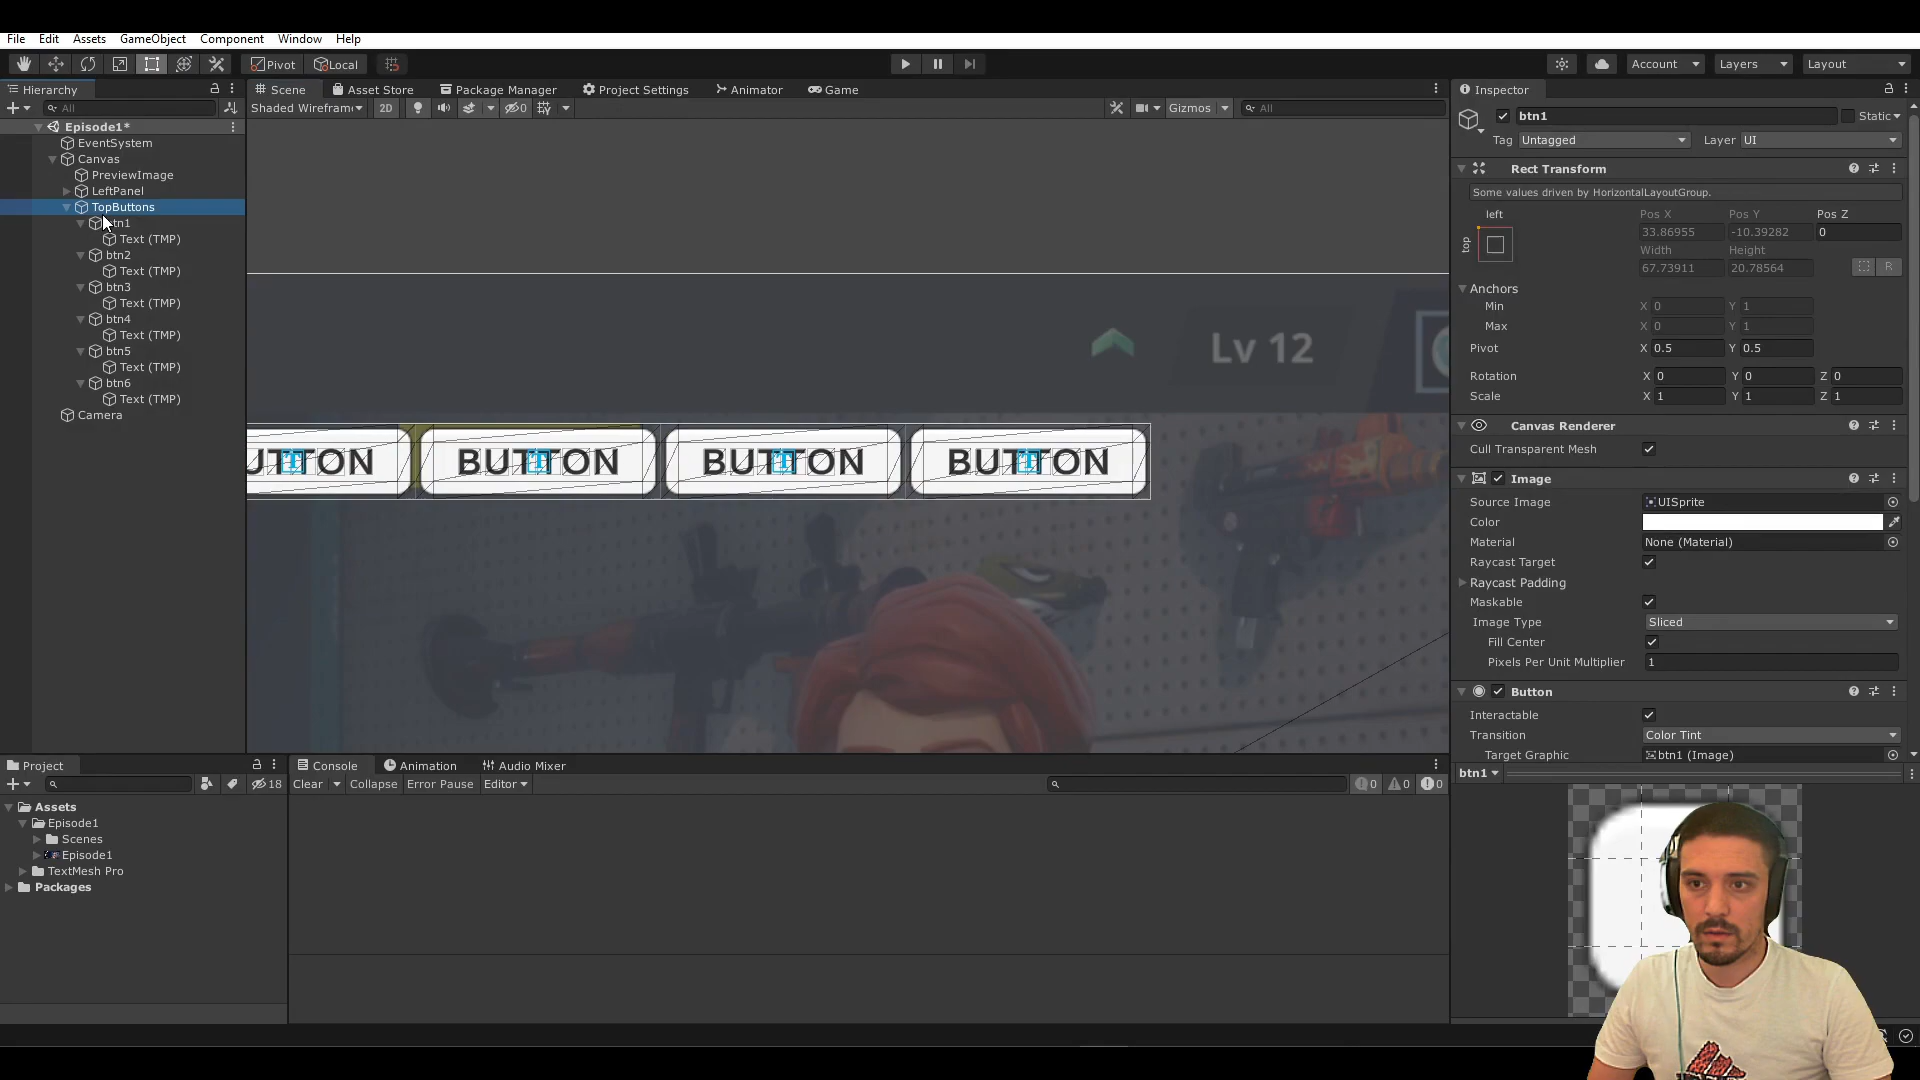 File Edit Assets GameObject Component Window Help
Pivot Local Account Layers Layout
Hierarchy Scene Asset Store Package Manager Project Settings Animator Game Inspector
All Shaded Wirefram 2D 0 Gizmos All
btn1 Static
Tag Untagged Layer UI
Episode1*
EventSystem
Canvas
PreviewImage
LeftPanel
TopButtons
btn1
Text (TMP)
btn2
Text (TMP)
btn3
Text (TMP)
btn4
Text (TMP)
btn5
Text (TMP)
btn6
Text (TMP)
Camera
Lv 12
UTTON BUTTON BUTTON BUTTON
Rect Transform
Some values driven by HorizontalLayoutGroup.
left Pos X Pos Y Pos Z
top 33.86955 -10.39282 0
Width Height
67.73911 20.78564 R
Anchors
Min X 0 Y 1
Max X 0 Y 1
Pivot X 0.5 Y 0.5
Rotation X 0 Y 0 Z 0
Scale X 1 Y 1 Z 1
Canvas Renderer
Cull Transparent Mesh
Image
Source Image UISprite
Color
Material None (Material)
Raycast Target
Raycast Padding
Maskable
Image Type Sliced
Fill Center
Pixels Per Unit Multiplier 1
Button
Interactable
Transition Color Tint
Target Graphic btn1 (Image)
btn1
Project Console Animation Audio Mixer
18 Clear Collapse Error Pause Editor 0 0 0
Assets
Episode1
Scenes
Episode1
TextMesh Pro
Packages